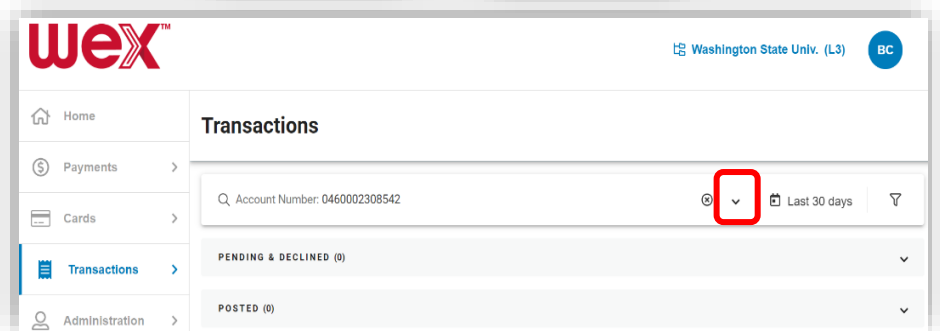 wex™
Washington State Univ. (L3)
BC
Home
Transactions
Payments
Account Number: 0460002308542
Last 30 days
Cards
PENDING & DECLINED (0)
Transactions
POSTED (0)
Administration